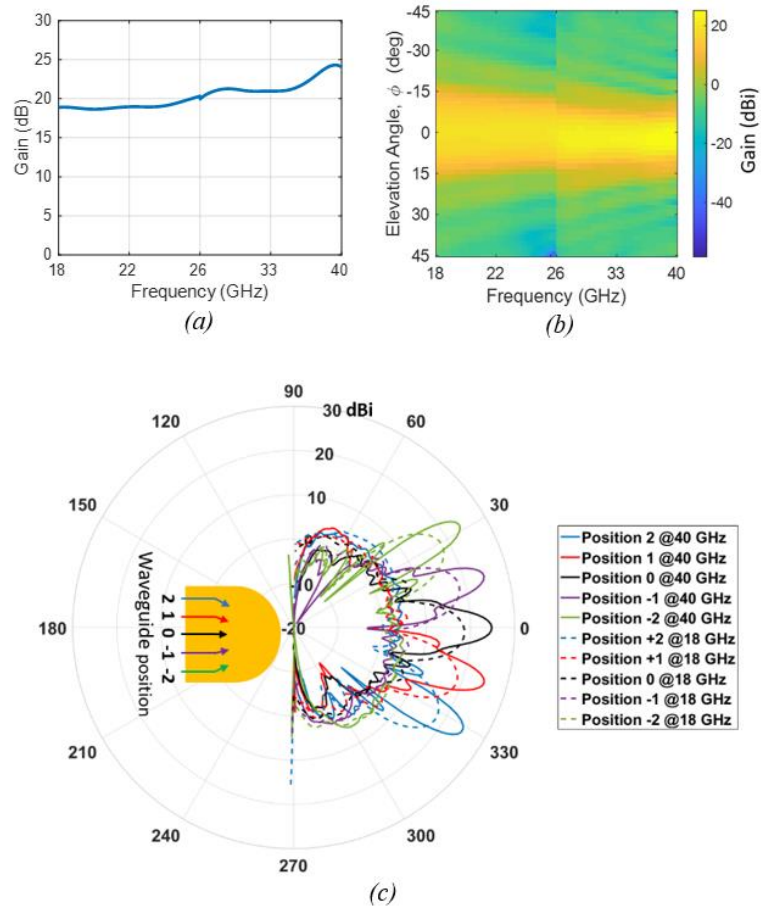 30
25
20
15
10
5
0
Gain (dB)
18 22 26 33 40
Frequency (GHz)
(a)
-45
-30
-15
0
15
30
45
Elevation Angle, ϕ (deg)
18 22 26 33 40
Frequency (GHz)
20
0
-20
-40
Gain (dBi)
(b)
90
120
60
30 dBi
20
10
0
-10
-20
150
30
180
0
210
330
240
300
270
Waveguide position
2
1
0
-1
-2
Position 2 @40 GHz
Position 1 @40 GHz
Position 0 @40 GHz
Position -1 @40 GHz
Position -2 @40 GHz
Position +2 @18 GHz
Position +1 @18 GHz
Position 0 @18 GHz
Position -1 @18 GHz
Position -2 @18 GHz
(c)